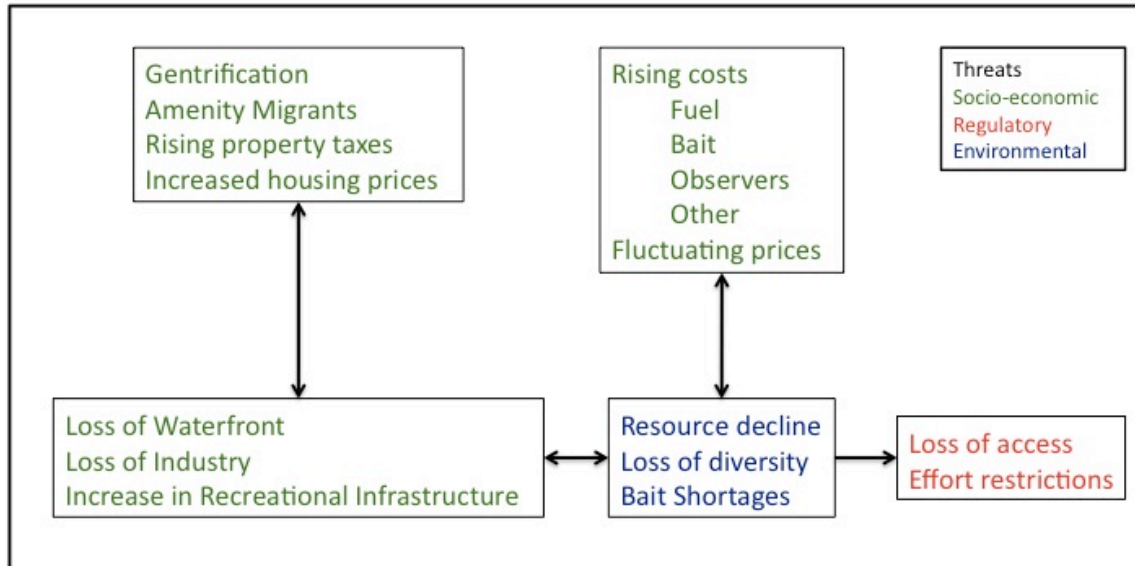 Gentrification
Amenity Migrants
Rising property taxes
Increased housing prices
Rising costs
Fuel
Bait
Observers
Other
Fluctuating prices
Threats
Socio-economic
Regulatory
Environmental
Loss of Waterfront
Loss of Industry
Increase in Recreational Infrastructure
Resource decline
Loss of diversity
Bait Shortages
Loss of access
Effort restrictions